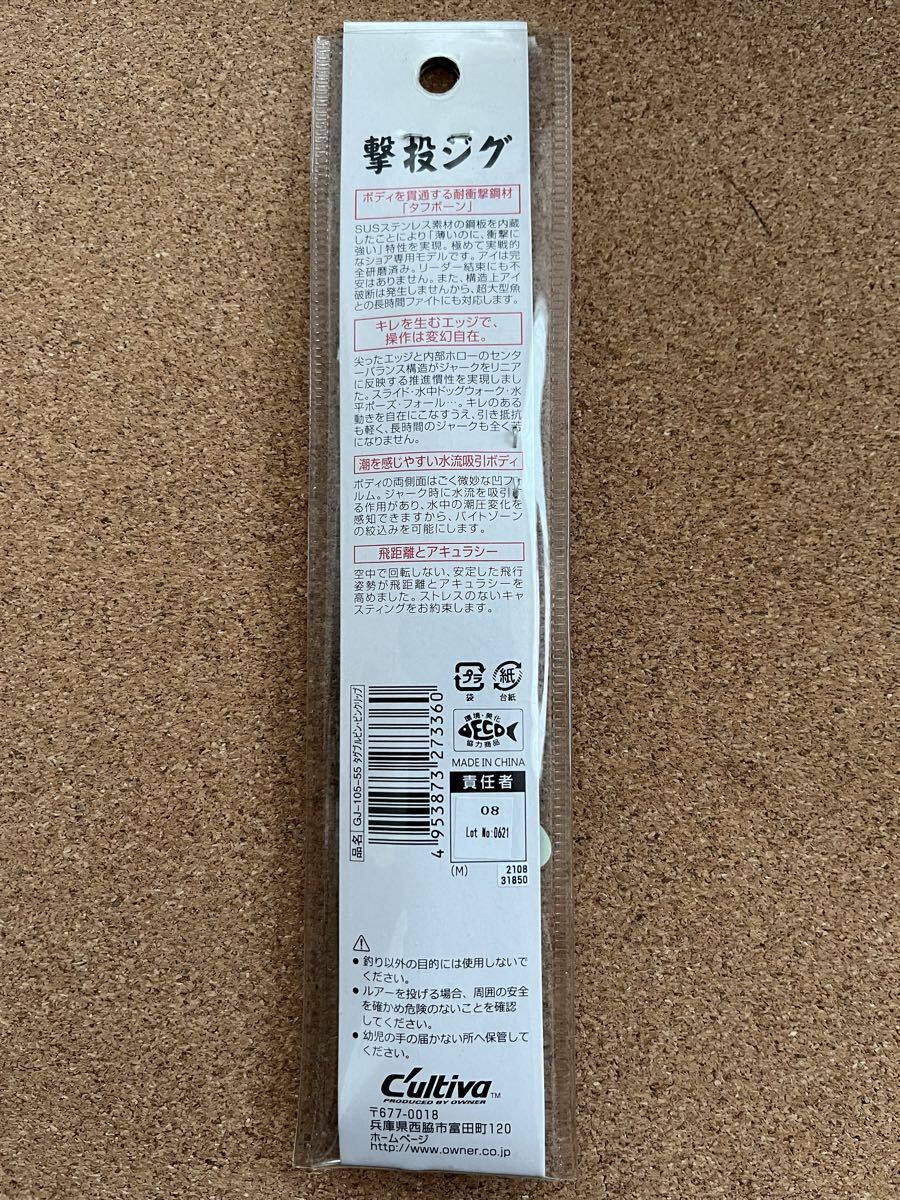 撃投ジグ
ボディを貫通する耐衝撃鋼材
「タフボーン」
SUSステンレス素材の鋼板を内蔵
したことにより「薄いのに、衝撃に
強い」特性を実現。極めて実戦的
なショア専用モデルです。アイは完
全研磨済み。リーダー結束にも不
安はありません。また、構造上アイ
破断は発生しませんから、超大型魚
との長時間ファイトにも対応します。
キレを生むエッジで、
操作は変幻自在。
尖ったエッジと内部ホローのセンタ
ーバランス構造がジャークをリニア
に反映する推進慣性を実現しまし
た。スライド・水中ドッグウォーク・水
平ポーズ・フォール…。キレのある
動きを自在にこなすうえ、引き抵抗
も軽く、長時間のジャークも全く苦
になりません。
潮を感じやすい水流吸引ボディ
ボディの両側面はごく微妙な凹フォ
ルム。ジャーク時に水流を吸引す
る作用があり、水中の潮圧変化を
感知できますから、バイトゾーン
の絞込みを可能にします。
飛距離とアキュラシー
空中で回転しない、安定した飛行
姿勢が飛距離とアキュラシーを
高めました。ストレスのないキャ
スティングをお約束します。
プラ 紙
袋 台紙
環境・美化
ECO
協力商品
MADE IN CHINA
責任者
08
Lot No:0621
(M) 2108
31850
品名 GJ-105-55 タグプルピン・ピンクリップ
4 953873 273360
●釣り以外の目的には使用しないで
ください。
●ルアーを投げる場合、周囲の安全
を確かめ危険のないことを確認
してください。
●幼児の手の届かない所へ保管して
ください。
C'ultiva™
PRODUCED BY OWNER
〒677-0018
兵庫県西脇市富田町120
ホームページ
http://www.owner.co.jp